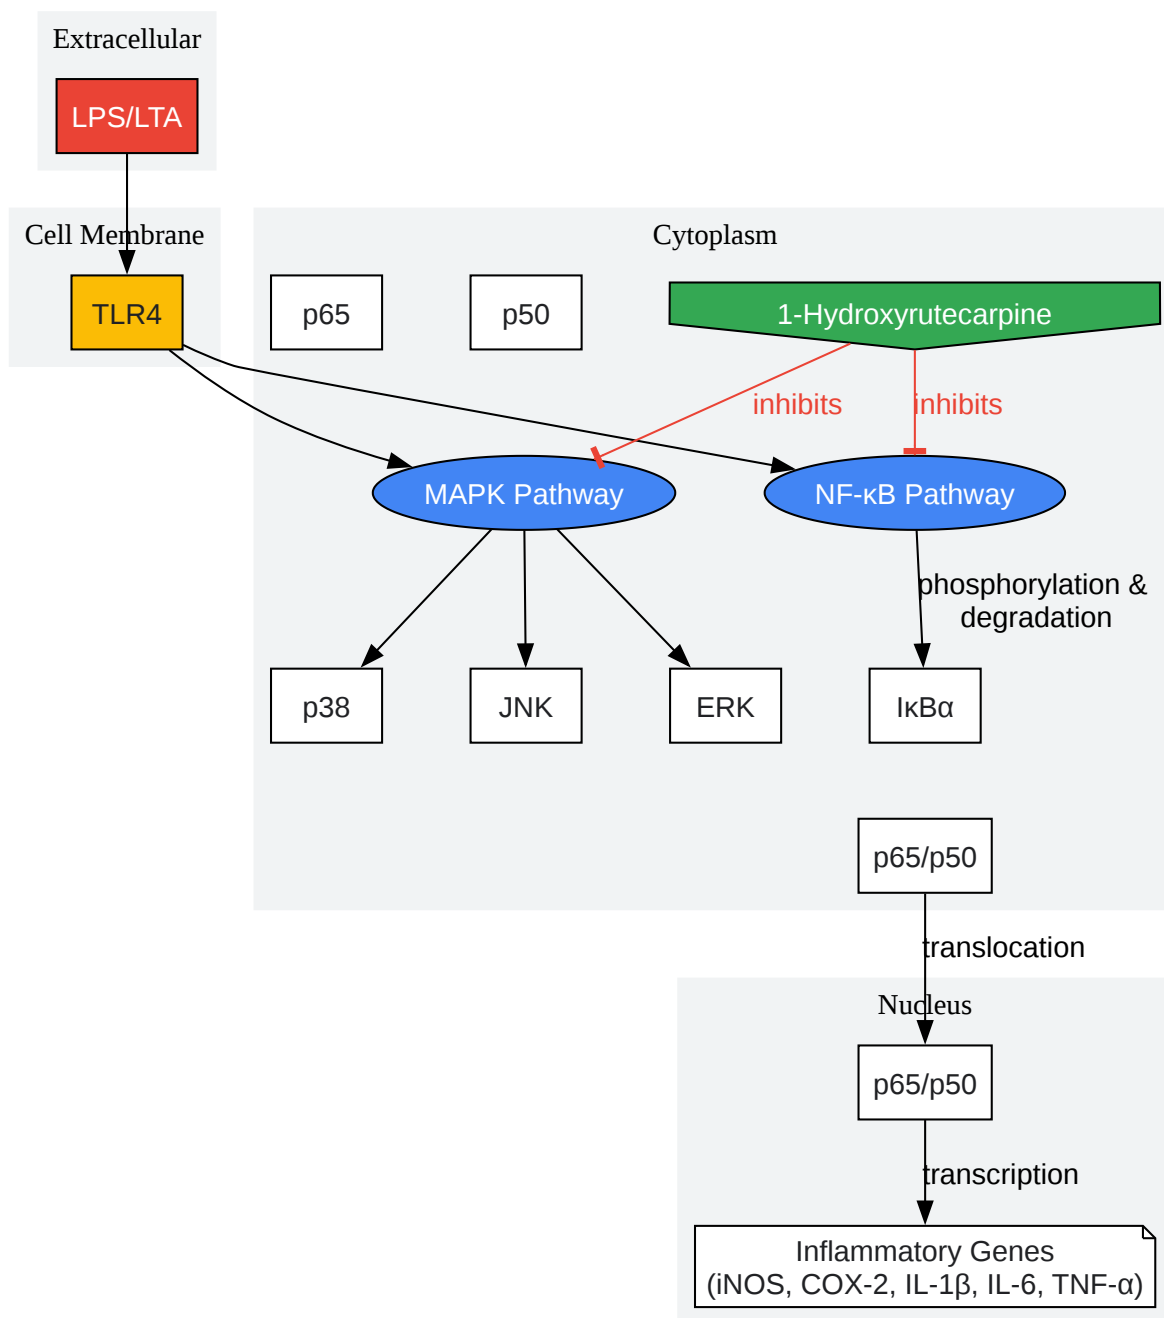 Extracellular
LPS/LTA
Cell Membrane
TLR4
Cytoplasm
p65
p50
1-Hydroxyrutecarpine
inhibits
inhibits
MAPK Pathway
NF-κB Pathway
phosphorylation &
degradation
p38
JNK
ERK
IκBα
p65/p50
translocation
Nucleus
p65/p50
transcription
Inflammatory Genes
(iNOS, COX-2, IL-1β, IL-6, TNF-α)